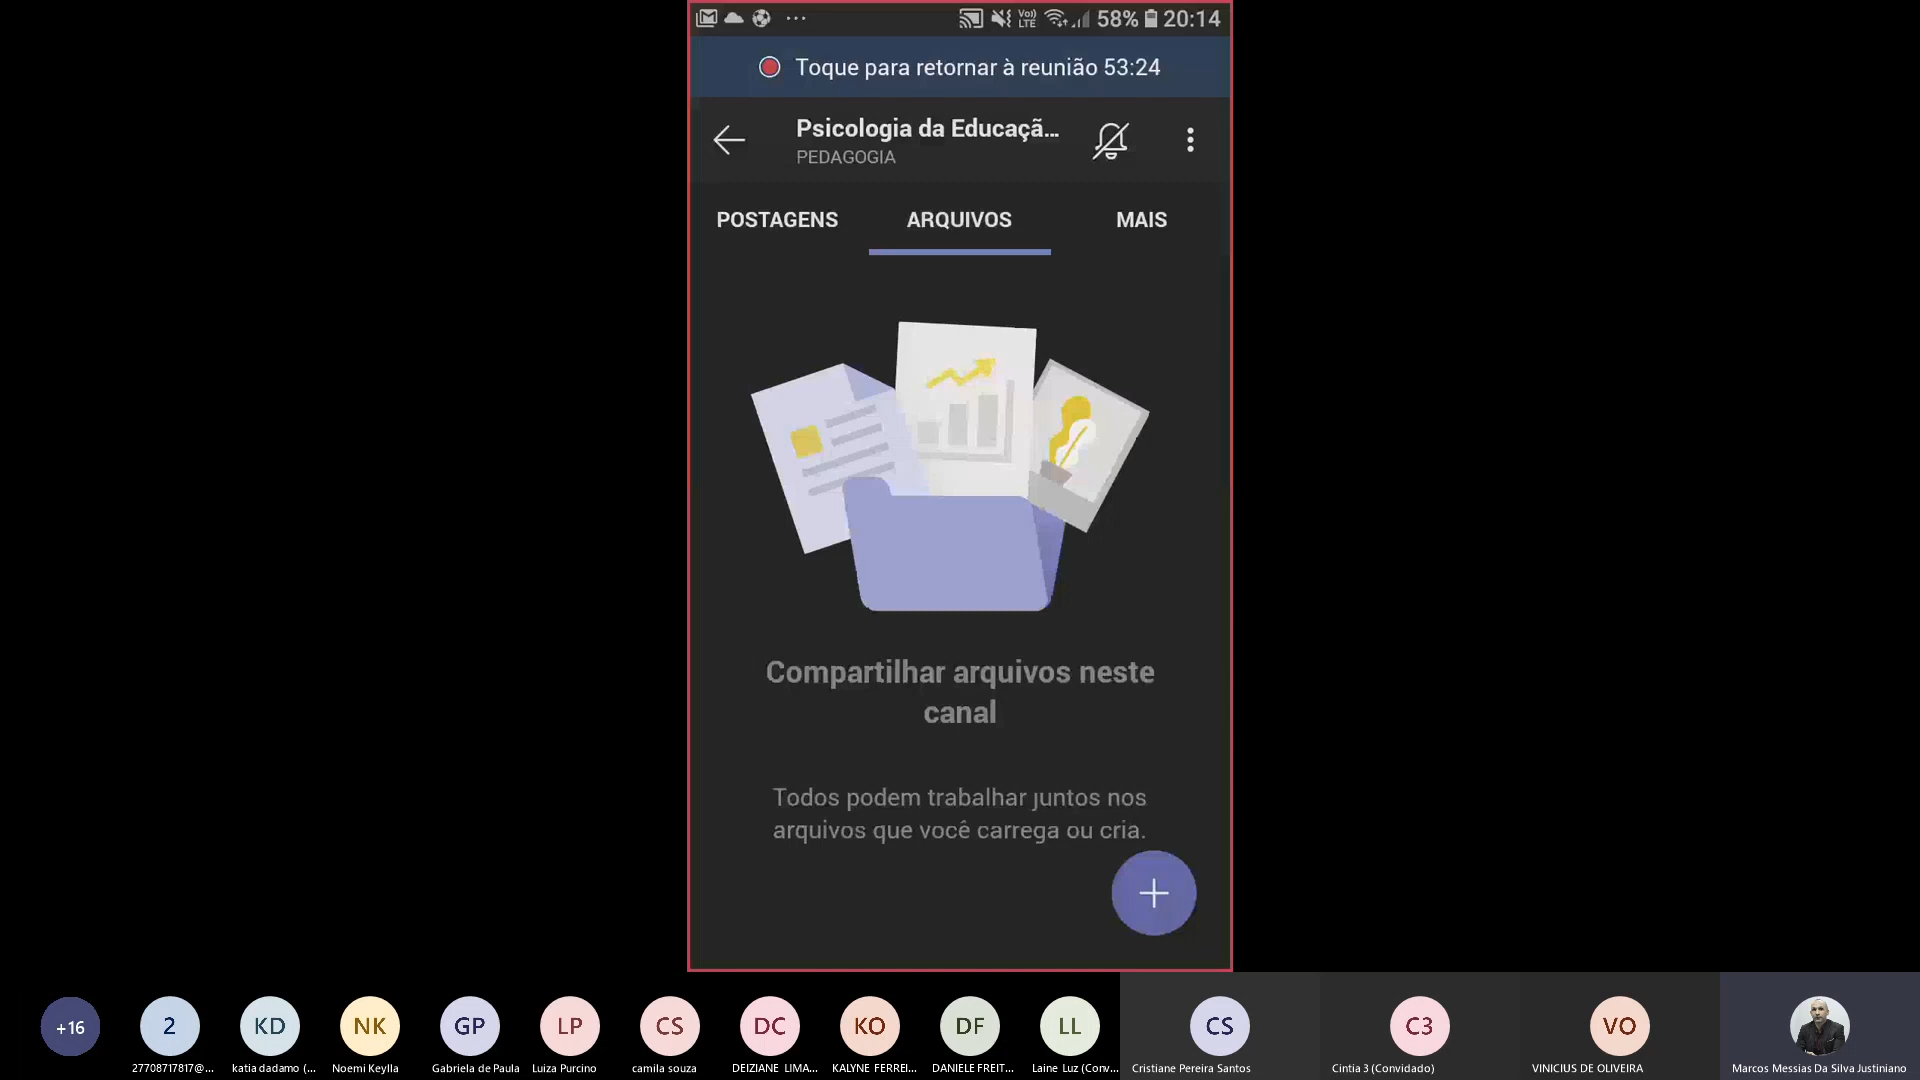 58% 20:14
Toque para retornar à reunião 53:24
Psicologia da Educaçã...
PEDAGOGIA
POSTAGENS ARQUIVOS MAIS
Compartilhar arquivos neste
canal
Todos podem trabalhar juntos nos
arquivos que você carrega ou cria.
+16 2 KD NK GP LP CS DC KO DF LL CS C3 VO
27708717817@... katia dadamo (... Noemi Keylla Gabriela de Paula Luiza Purcino camila souza DEIZIANE LIMA... KALYNE FERREI... DANIELE FREIT... Laine Luz (Conv... Cristiane Pereira Santos Cintia 3 (Convidado) VINICIUS DE OLIVEIRA Marcos Messias Da Silva Justiniano